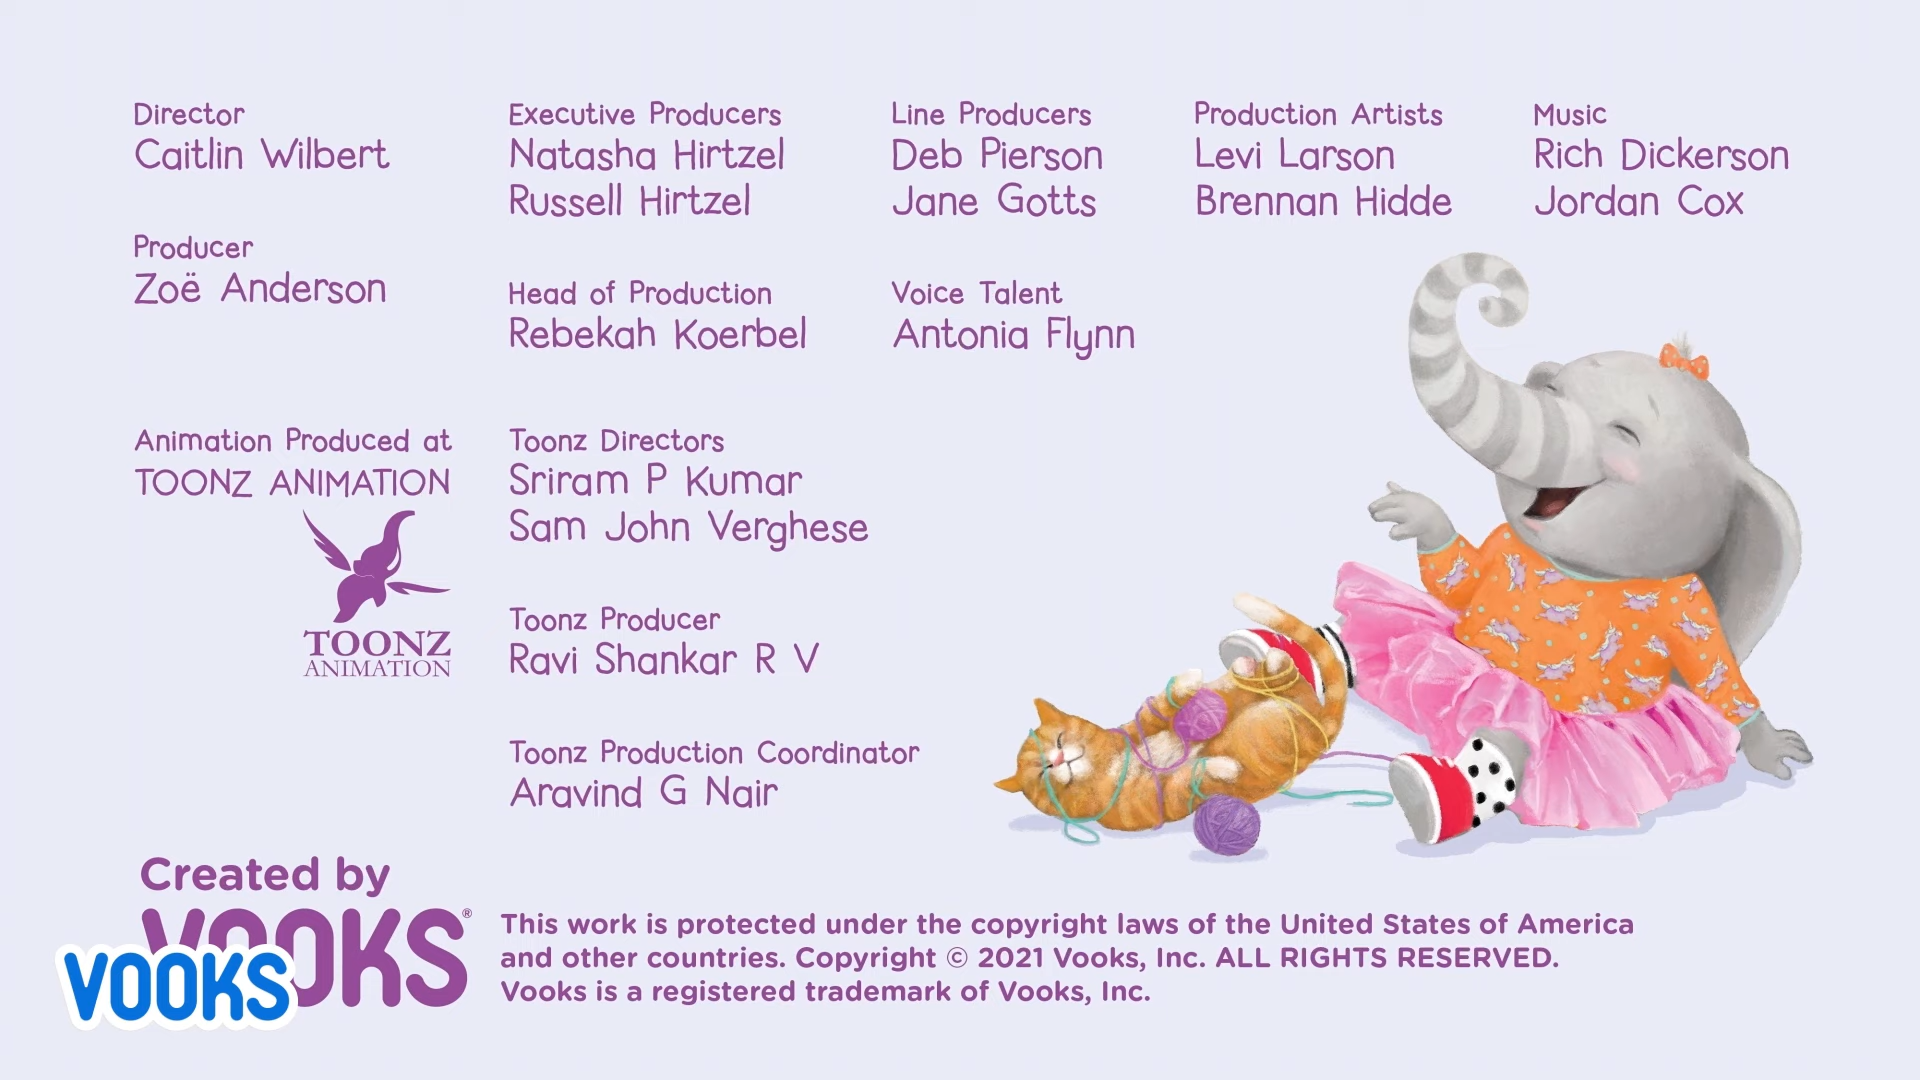 Director
Caitlin Wilbert
Producer
Zoë Anderson
Executive Producers
Natasha Hirtzel
Russell Hirtzel
Head of Production
Rebekah Koerbel
Line Producers
Deb Pierson
Jane Gotts
Voice Talent
Antonia Flynn
Production Artists
Levi Larson
Brennan Hidde
Music
Rich Dickerson
Jordan Cox
Animation Produced at
TOONZ ANIMATION
TOONZ
ANIMATION
Toonz Directors
Sriram P Kumar
Sam John Verghese
Toonz Producer
Ravi Shankar R V
Toonz Production Coordinator
Aravind G Nair
Created by
VOOKS®
VOOKS
This work is protected under the copyright laws of the United States of America
and other countries. Copyright © 2021 Vooks, Inc. ALL RIGHTS RESERVED.
Vooks is a registered trademark of Vooks, Inc.